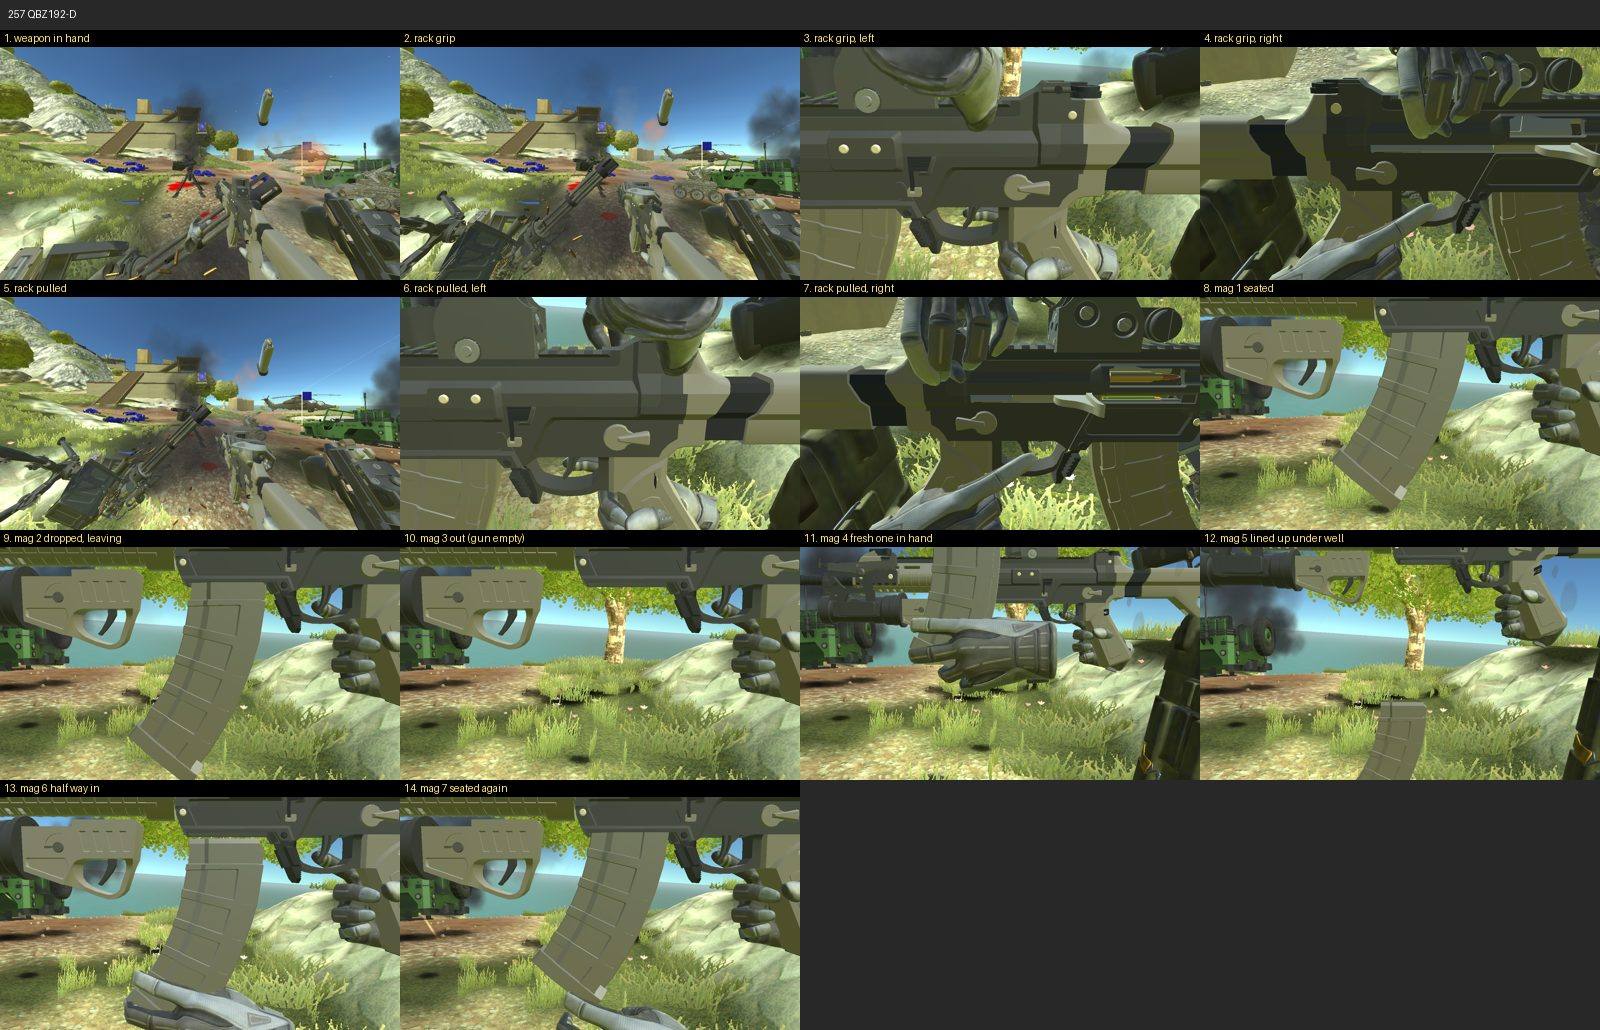 257 QBZ192-D
1. weapon in hand
2. rack grip
3. rack grip, left
4. rack grip, right
5. rack pulled
6. rack pulled, left
7. rack pulled, right
8. mag 1 seated
9. mag 2 dropped, leaving
10. mag 3 out (gun empty)
11. mag 4 fresh one in hand
12. mag 5 lined up under well
13. mag 6 half way in
14. mag 7 seated again